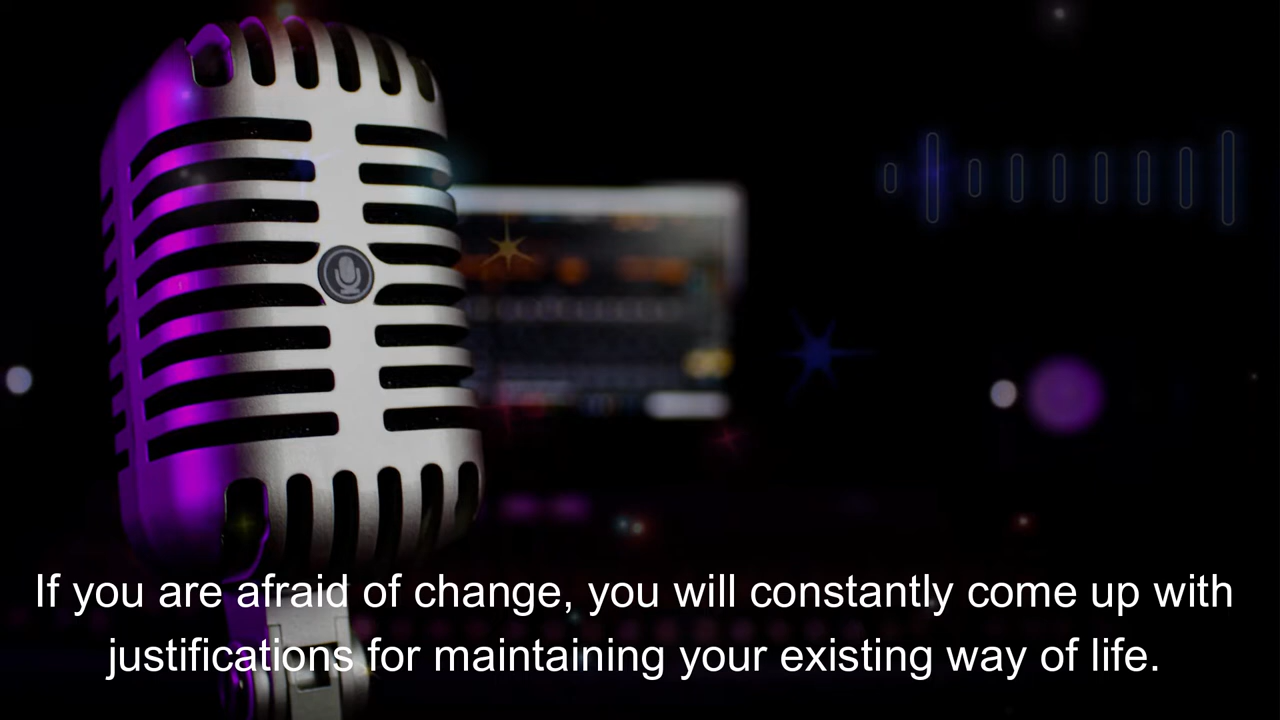 If you are afraid of change, you will constantly come up with
justifications for maintaining your existing way of life.